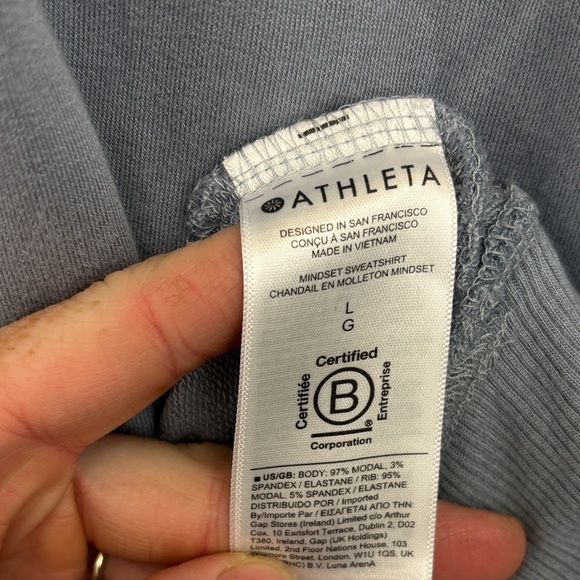 ATHLETA
DESIGNED IN SAN FRANCISCO
CONÇU À SAN FRANCISCO
MADE IN VIETNAM
MINDSET SWEATSHIRT
CHANDAIL EN MOLLETON MINDSET
L
G
Certified
Certifiée
B
Entreprise
Corporation
■ US/GB: BODY: 97% MODAL, 3%
SPANDEX / ELASTANE / RIB: 95%
MODAL, 5% SPANDEX / ELASTANE
DISTRIBUIDO POR / Imported
By/Importe Par / ΕΙΣΑΓΕΤΑΙ ΑΠΟ ΤΗΝ:
Gap Stores (Ireland) Limited c/o Arthur
Cox, 10 Earlsfort Terrace, Dublin 2, D02
T380, Ireland, Gap (UK Holdings)
Limited, 2nd Floor Nations House, 103
Wigmore Street, London, W1U 1QS, UK
B.V. Luna ArenA